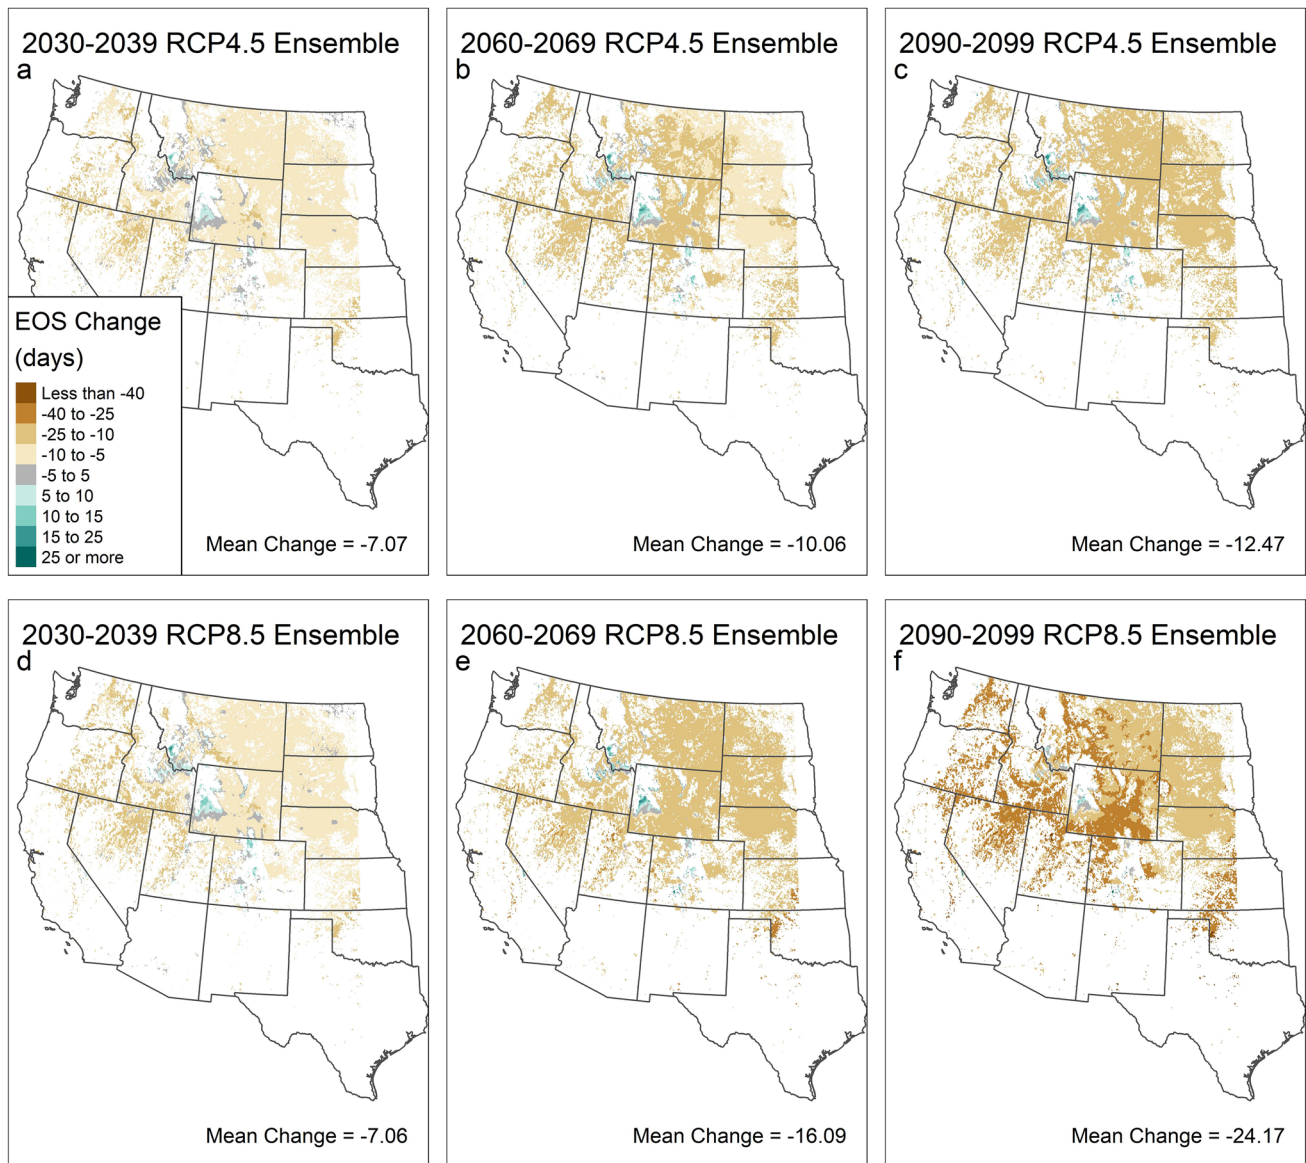 2030-2039 RCP4.5 Ensemble
a
2060-2069 RCP4.5 Ensemble
b
2090-2099 RCP4.5 Ensemble
c
EOS Change
(days)
Less than -40
-40 to -25
-25 to -10
-10 to -5
-5 to 5
5 to 10
10 to 15
15 to 25
25 or more
Mean Change = -7.07
Mean Change = -10.06
Mean Change = -12.47
2030-2039 RCP8.5 Ensemble
d
2060-2069 RCP8.5 Ensemble
e
2090-2099 RCP8.5 Ensemble
f
Mean Change = -7.06
Mean Change = -16.09
Mean Change = -24.17